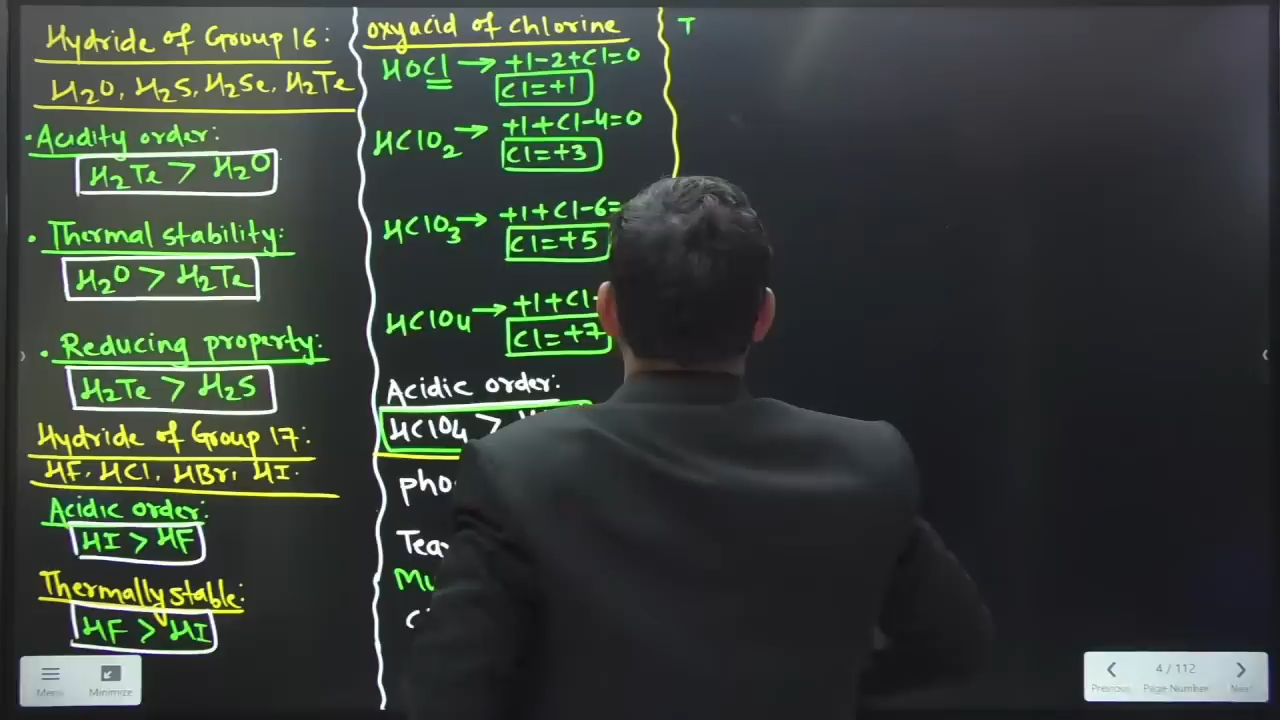 Hydride of Group 16:
H₂O, H₂S, H₂Se, H₂Te
• Acidity order:
H₂Te > H₂O
• Thermal stability:
H₂O > H₂Te
• Reducing property:
H₂Te > H₂S
Hydride of Group 17:
HF, HCl, HBr, HI.
Acidic order:
HI > HF
Thermally stable:
HF > HI
oxyacid of chlorine
HOCl → +1-2+Cl=0
Cl=+1
HClO₂ → +1+Cl-4=0
Cl=+3
HClO₃ → +1+Cl-6=
Cl=+5
HClO₄ → +1+Cl-
Cl=+7
Acidic order:
HClO₄ >
pho
Tea
Mu
T
Menu
Minimize
4 / 112
Previous
Page Number
Next